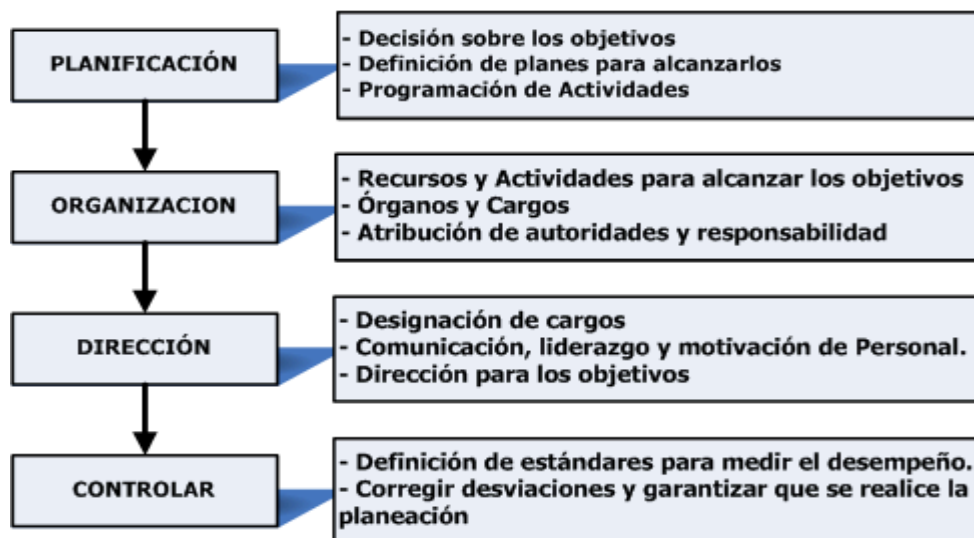 PLANIFICACIÓN
- Decisión sobre los objetivos
- Definición de planes para alcanzarlos
- Programación de Actividades
ORGANIZACION
- Recursos y Actividades para alcanzar los objetivos
- Órganos y Cargos
- Atribución de autoridades y responsabilidad
DIRECCIÓN
- Designación de cargos
- Comunicación, liderazgo y motivación de Personal.
- Dirección para los objetivos
CONTROLAR
- Definición de estándares para medir el desempeño.
- Corregir desviaciones y garantizar que se realice la
planeación